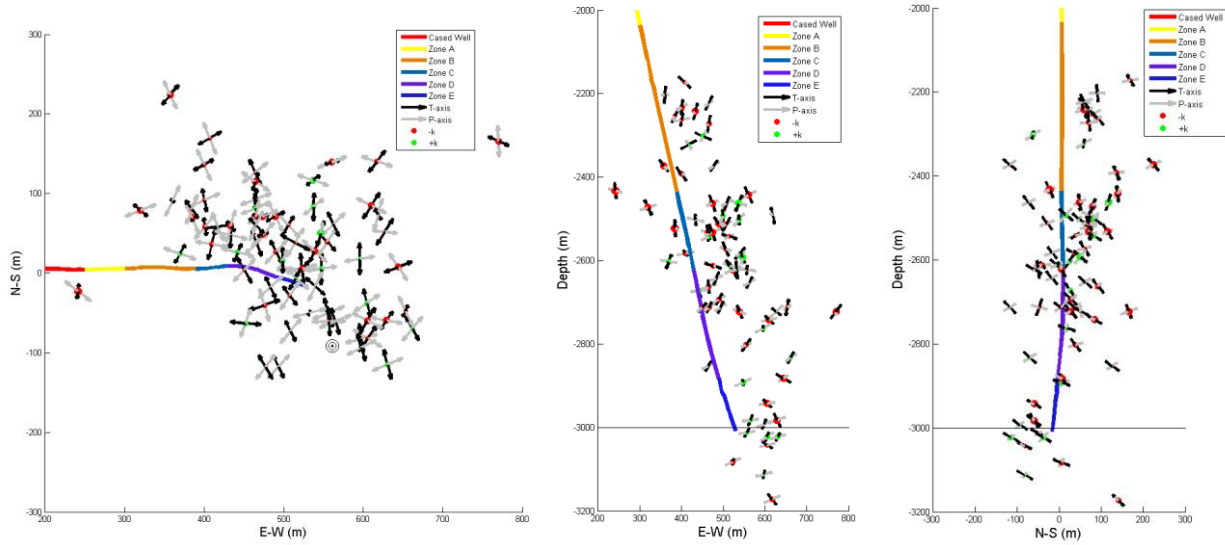 300
200
100
0
-100
-200
-300
200
300
400
500
600
700
800
N-S (m)
E-W (m)
Cased Well
Zone A
Zone B
Zone C
Zone D
Zone E
T-axis
P-axis
-k
+k
-2000
-2200
-2400
-2600
-2800
-3000
-3200
200
300
400
500
600
700
800
Depth (m)
E-W (m)
Cased Well
Zone A
Zone B
Zone C
Zone D
Zone E
T-axis
P-axis
-k
+k
-2000
-2200
-2400
-2600
-2800
-3000
-3200
-300
-200
-100
0
100
200
300
Depth (m)
N-S (m)
Cased Well
Zone A
Zone B
Zone C
Zone D
Zone E
T-axis
P-axis
-k
+k